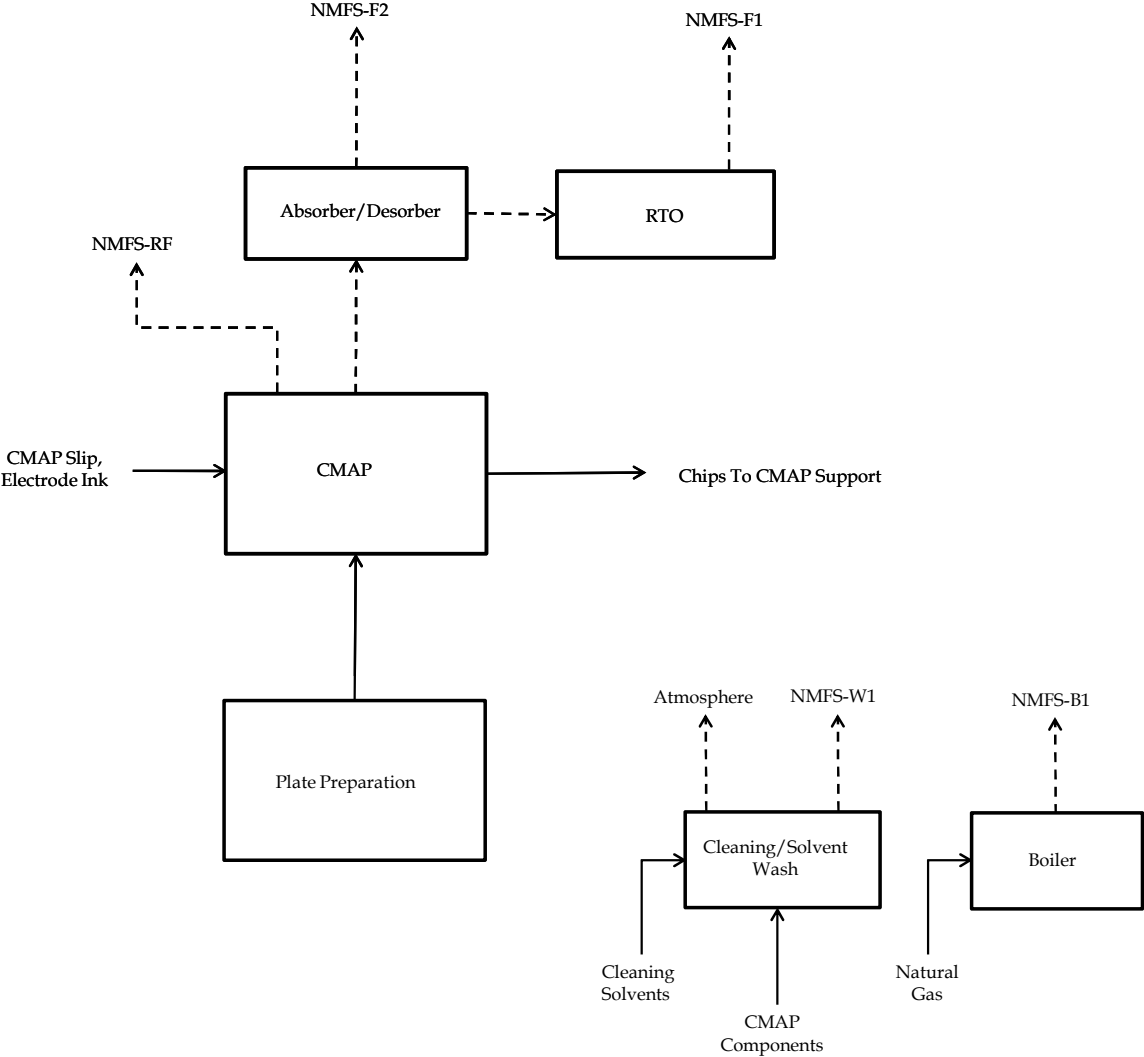 NMFS-F2
NMFS-F1
Absorber/Desorber
RTO
NMFS-RF
CMAP Slip,
Electrode Ink
CMAP
Chips To CMAP Support
Plate Preparation
Atmosphere
NMFS-W1
NMFS-B1
Cleaning/Solvent
Wash
Boiler
Cleaning
Solvents
Natural
Gas
CMAP
Components